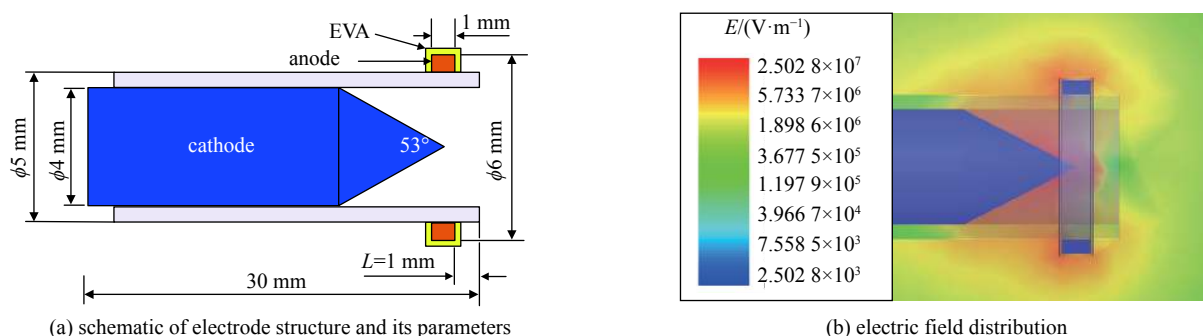 EVA
1 mm
anode
ϕ5 mm
ϕ4 mm
cathode
53°
ϕ6 mm
L=1 mm
30 mm
(a) schematic of electrode structure and its parameters
E/(V·m⁻¹)
2.502 8×10⁷
5.733 7×10⁶
1.898 6×10⁶
3.677 5×10⁵
1.197 9×10⁵
3.966 7×10⁴
7.558 5×10³
2.502 8×10³
(b) electric field distribution